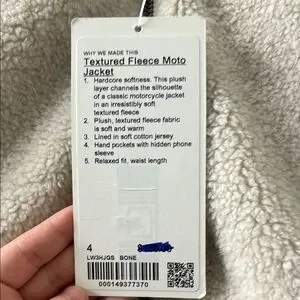 WHY WE MADE THIS
Textured Fleece Moto
Jacket
1. Hardcore softness. This plush
layer channels the silhouette
of a classic motorcycle jacket
in an irresistibly soft
textured fleece
2. Plush, textured fleece fabric
is soft and warm
3. Lined in soft cotton jersey
4. Hand pockets with hidden phone
sleeve
5. Relaxed fit, waist length
4
LW3HJGS BONE
000149377370